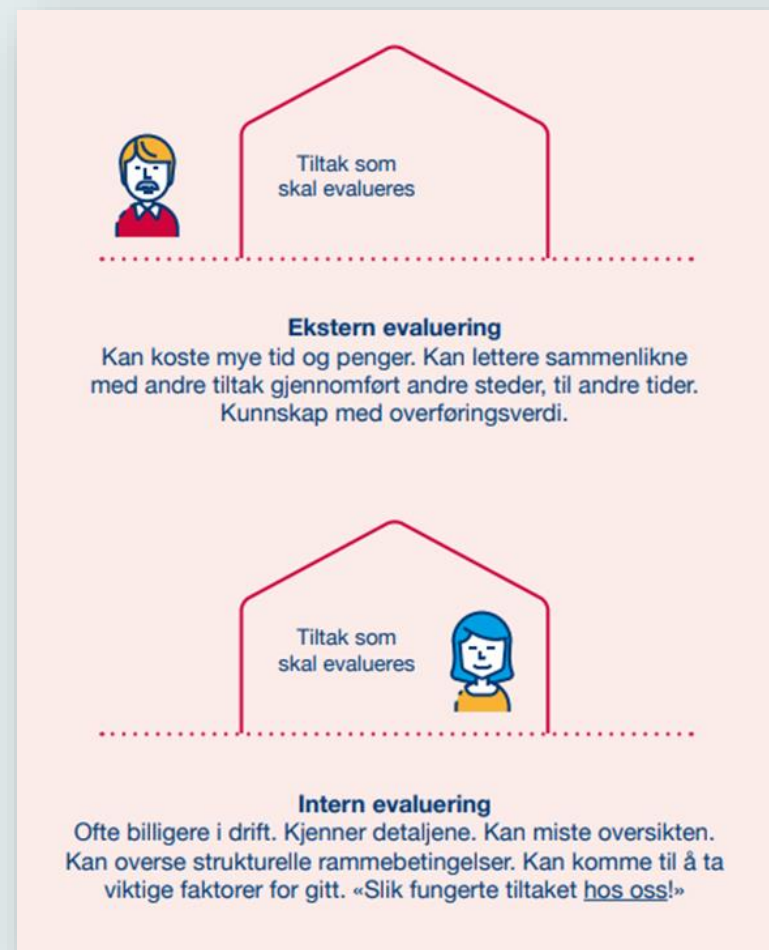 Tiltak som
skal evalueres
Ekstern evaluering
Kan koste mye tid og penger. Kan lettere sammenlikne
med andre tiltak gjennomført andre steder, til andre tider.
Kunnskap med overføringsverdi.
Tiltak som
skal evalueres
Intern evaluering
Ofte billigere i drift. Kjenner detaljene. Kan miste oversikten.
Kan overse strukturelle rammebetingelser. Kan komme til å ta
viktige faktorer for gitt. «Slik fungerte tiltaket hos oss!»